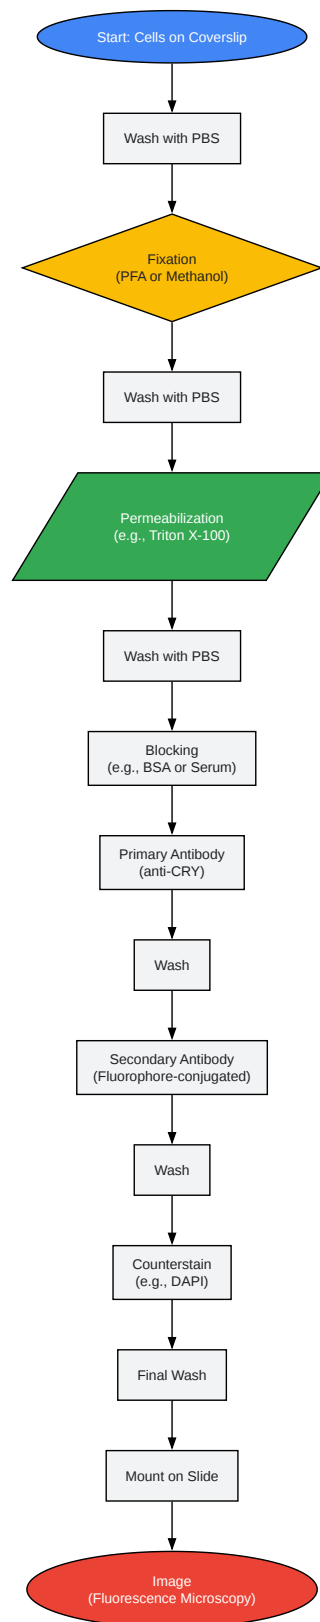 Start: Cells on Coverslip
Wash with PBS
Fixation
(PFA or Methanol)
Wash with PBS
Permeabilization
(e.g., Triton X-100)
Wash with PBS
Blocking
(e.g., BSA or Serum)
Primary Antibody
(anti-CRY)
Wash
Secondary Antibody
(Fluorophore-conjugated)
Wash
Counterstain
(e.g., DAPI)
Final Wash
Mount on Slide
Image
(Fluorescence Microscopy)